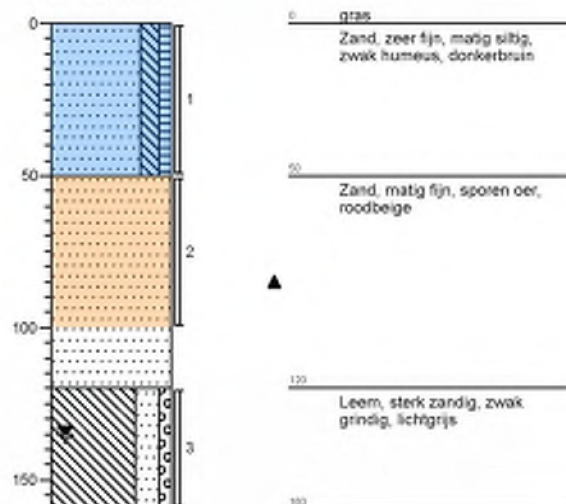 0
0
gras
Zand, zeer fijn, matig siltig,
zwak humeus, donkerbruin
1
50
50
Zand, matig fijn, sporen oer,
roodbeige
2
100
120
Leem, sterk zandig, zwak
grindig, lichtgrijs
3
150